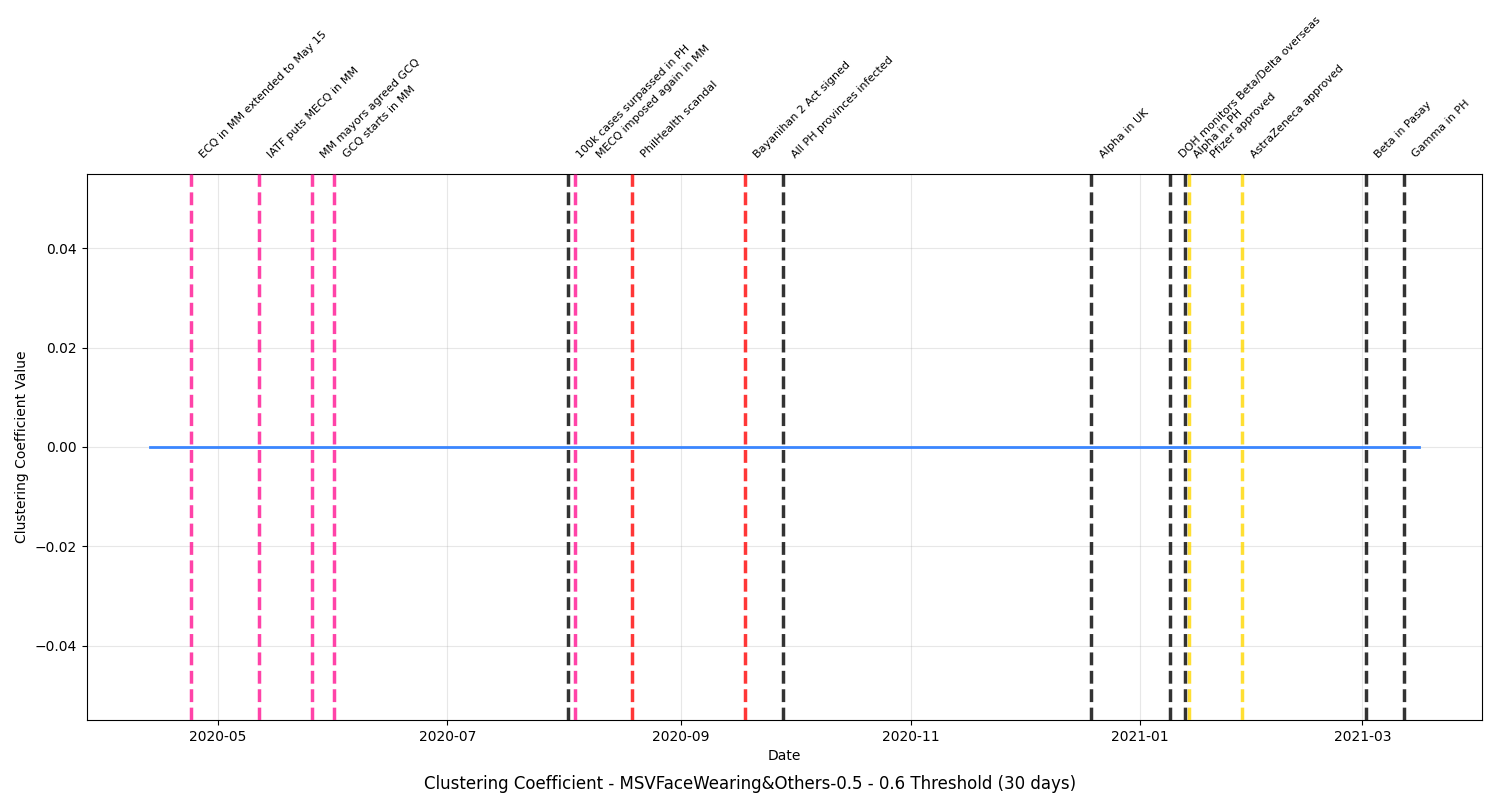 ECQ in MM extended to May 15
IATF puts MECQ in MM
MM mayors agreed GCQ
GCQ starts in MM
100k cases surpassed in PH
MECQ imposed again in MM
PhilHealth scandal
Bayanihan 2 Act signed
All PH provinces infected
Alpha in UK
DOH monitors Beta/Delta overseas
Alpha in PH
Pfizer approved
AstraZeneca approved
Beta in Pasay
Gamma in PH
Clustering Coefficient Value
0.04
0.02
0.00
−0.02
−0.04
2020-05
2020-07
2020-09
2020-11
2021-01
2021-03
Date
Clustering Coefficient - MSVFaceWearing&Others-0.5 - 0.6 Threshold (30 days)